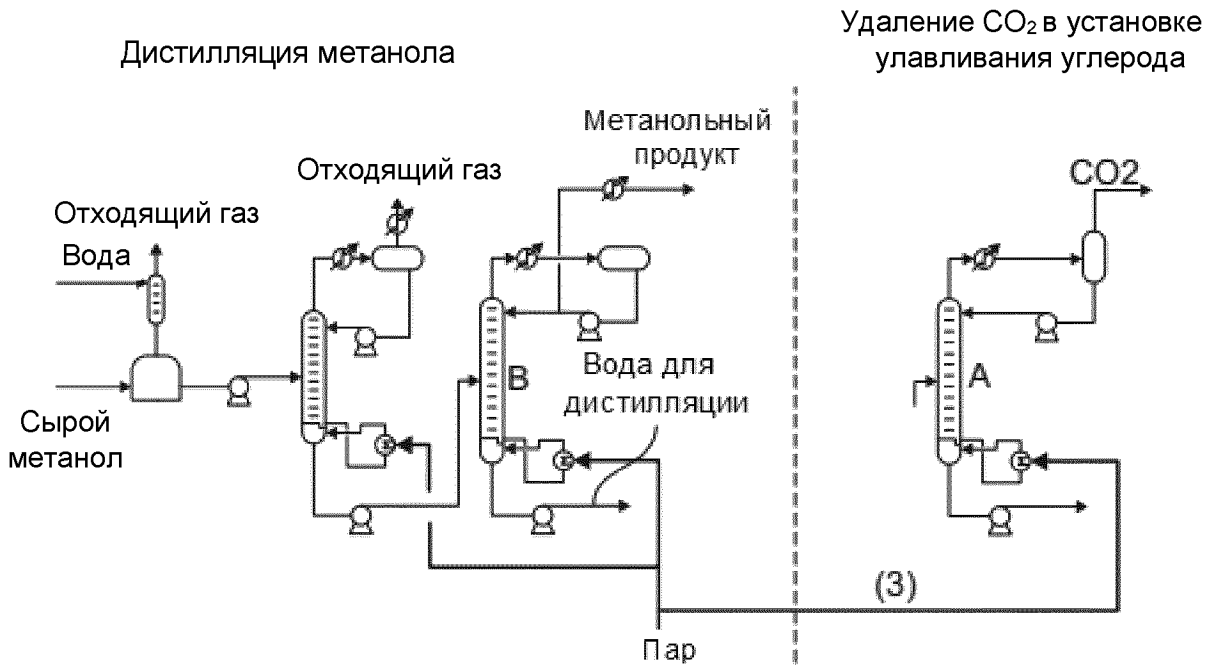 Удаление CO₂ в установке
улавливания углерода
Дистилляция метанола
Метанольный
продукт
Отходящий газ
CO2
Отходящий газ
Вода
B
Вода для
дистилляции
A
Сырой
метанол
(3)
Пар